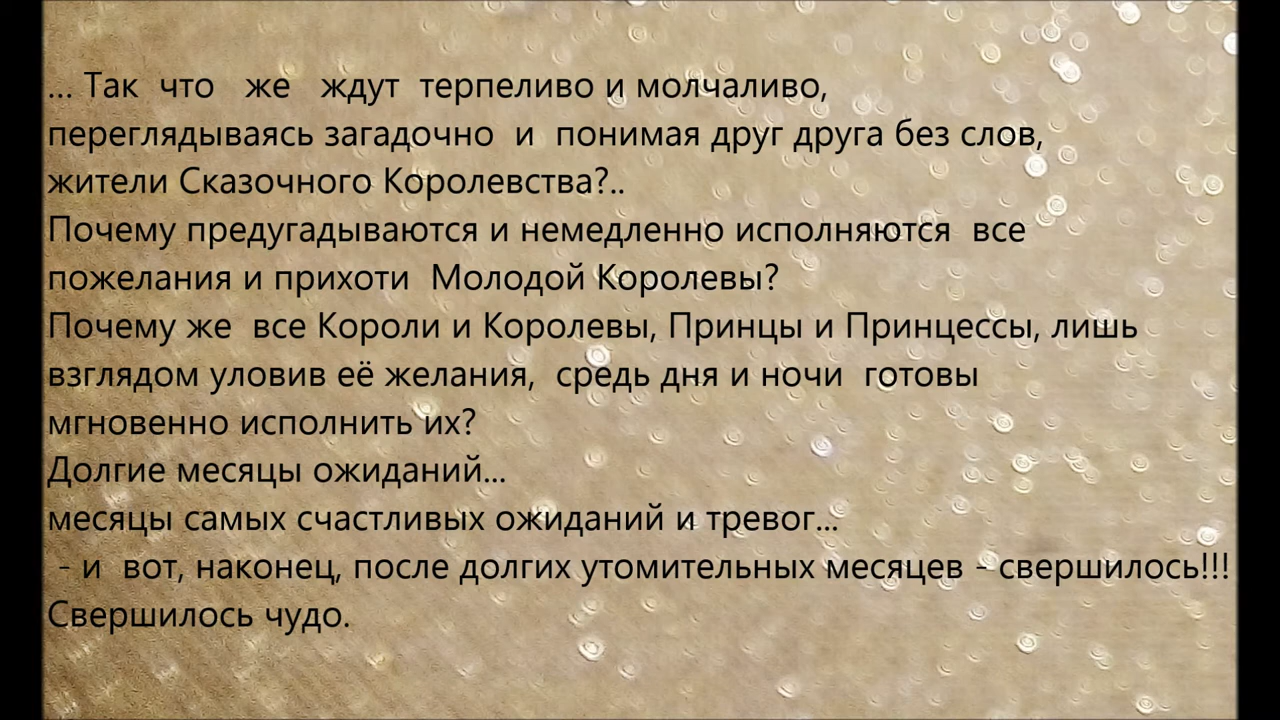 ... Так что же ждут терпеливо и молчаливо,
переглядываясь загадочно и понимая друг друга без слов,
жители Сказочного Королевства?..
Почему предугадываются и немедленно исполняются все
пожелания и прихоти Молодой Королевы?
Почему же все Короли и Королевы, Принцы и Принцессы, лишь
взглядом уловив её желания, средь дня и ночи готовы
мгновенно исполнить их?
Долгие месяцы ожиданий...
месяцы самых счастливых ожиданий и тревог...
- и вот, наконец, после долгих утомительных месяцев - свершилось!!!
Свершилось чудо.